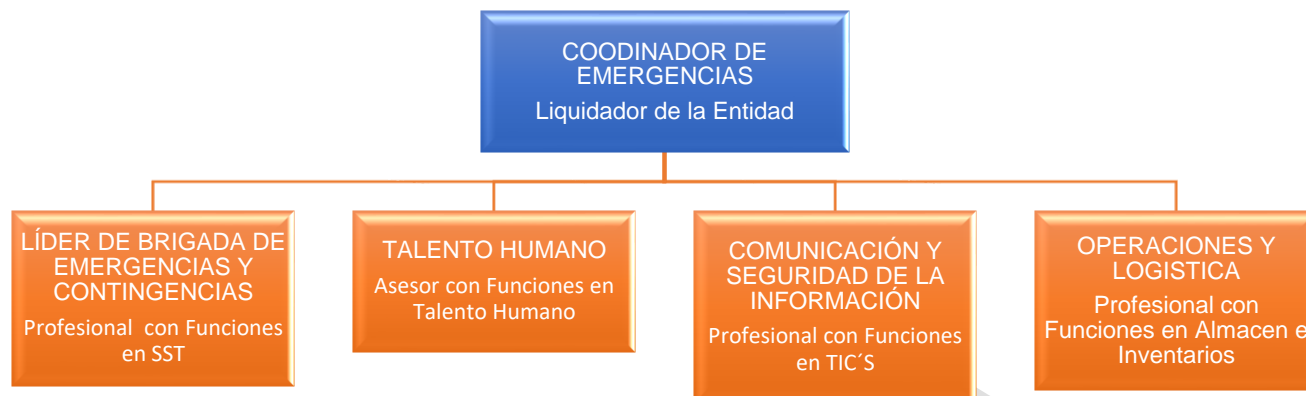 COODINADOR DE
EMERGENCIAS
Liquidador de la Entidad
LÍDER DE BRIGADA DE
EMERGENCIAS Y
CONTINGENCIAS
Profesional con Funciones
en SST
TALENTO HUMANO
Asesor con Funciones en
Talento Humano
COMUNICACIÓN Y
SEGURIDAD DE LA
INFORMACIÓN
Profesional con Funciones
en TIC´S
OPERACIONES Y
LOGISTICA
Profesional con
Funciones en Almacen e
Inventarios